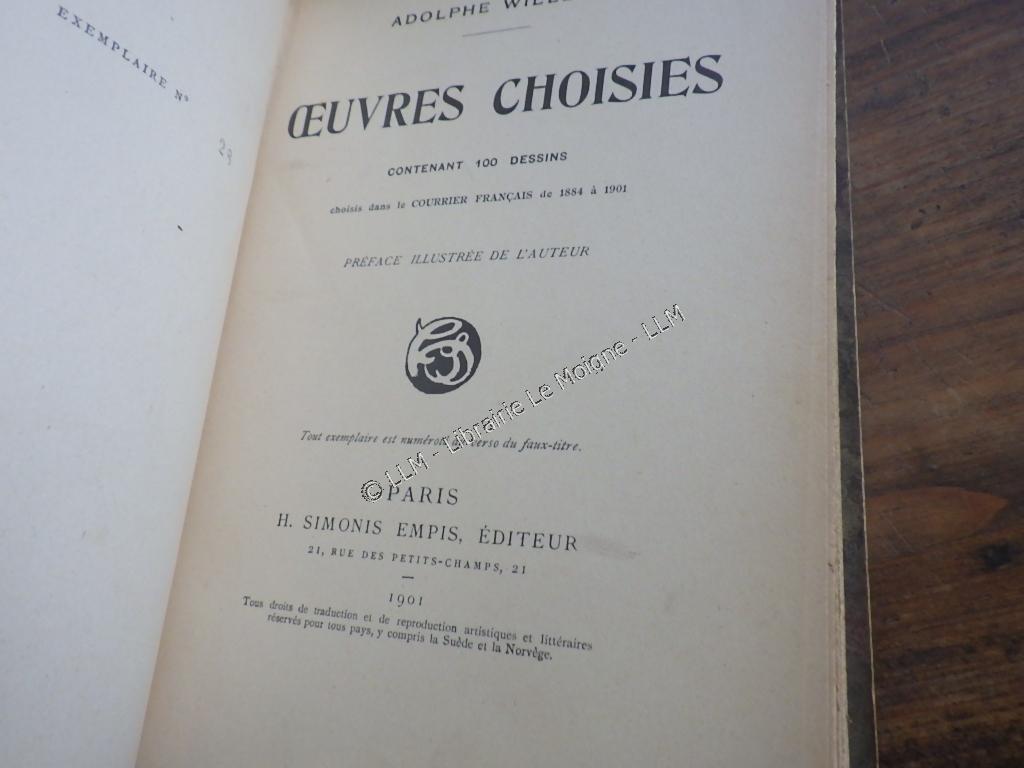 EXEMPLAIRE N°
ADOLPHE
ŒUVRES CHOISIES
CONTENANT 100 DESSINS
choisis dans le COURRIER FRANÇAIS de 1884 à 1901
PRÉFACE ILLUSTRÉE DE L'AUTEUR
Tout exemplaire est numéroté verso du faux-titre.
© LLM - Librairie Le Moigne - LLM
PARIS
H. SIMONIS EMPIS, ÉDITEUR
21, RUE DES PETITS-CHAMPS, 21
1901
Tous droits de traduction et de reproduction artistiques et littéraires
réservés pour tous pays, y compris la Suède et la Norvège.